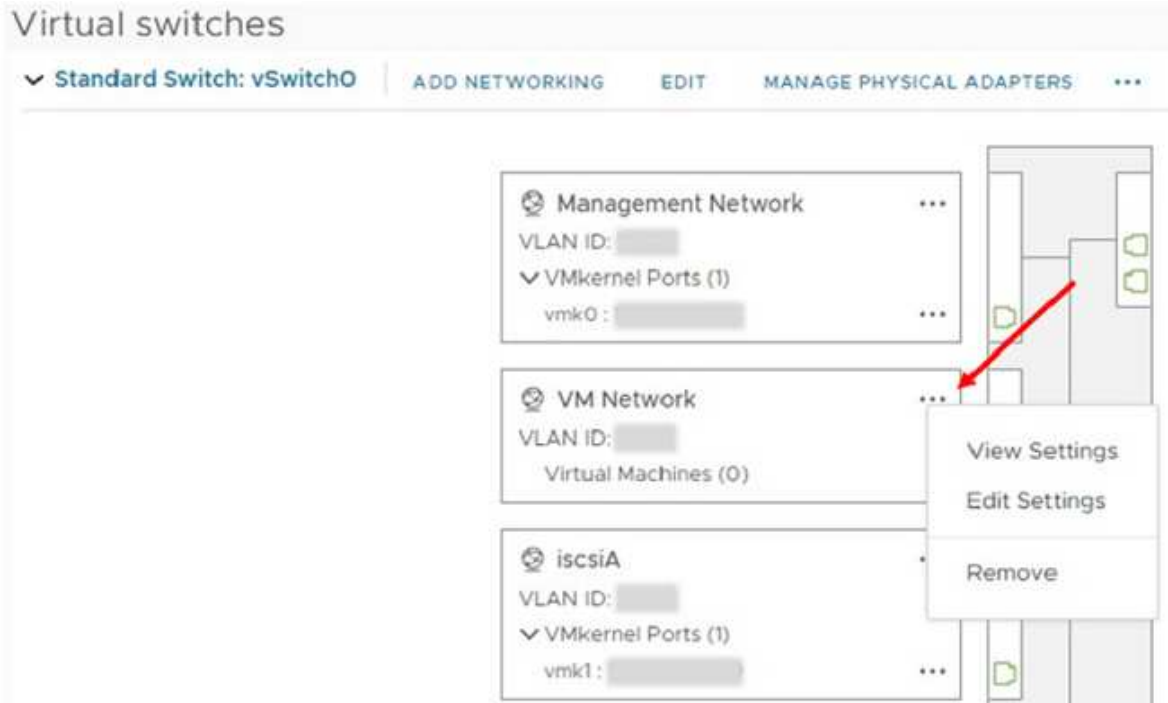 Virtual switches
Standard Switch: vSwitch0 ADD NETWORKING EDIT MANAGE PHYSICAL ADAPTERS ...
Management Network ...
VLAN ID:
VMkernel Ports (1)
vmk0 : ...
VM Network ...
VLAN ID:
Virtual Machines (0)
View Settings
Edit Settings
Remove
iscsiA
VLAN ID:
VMkernel Ports (1)
vmk1 : ...